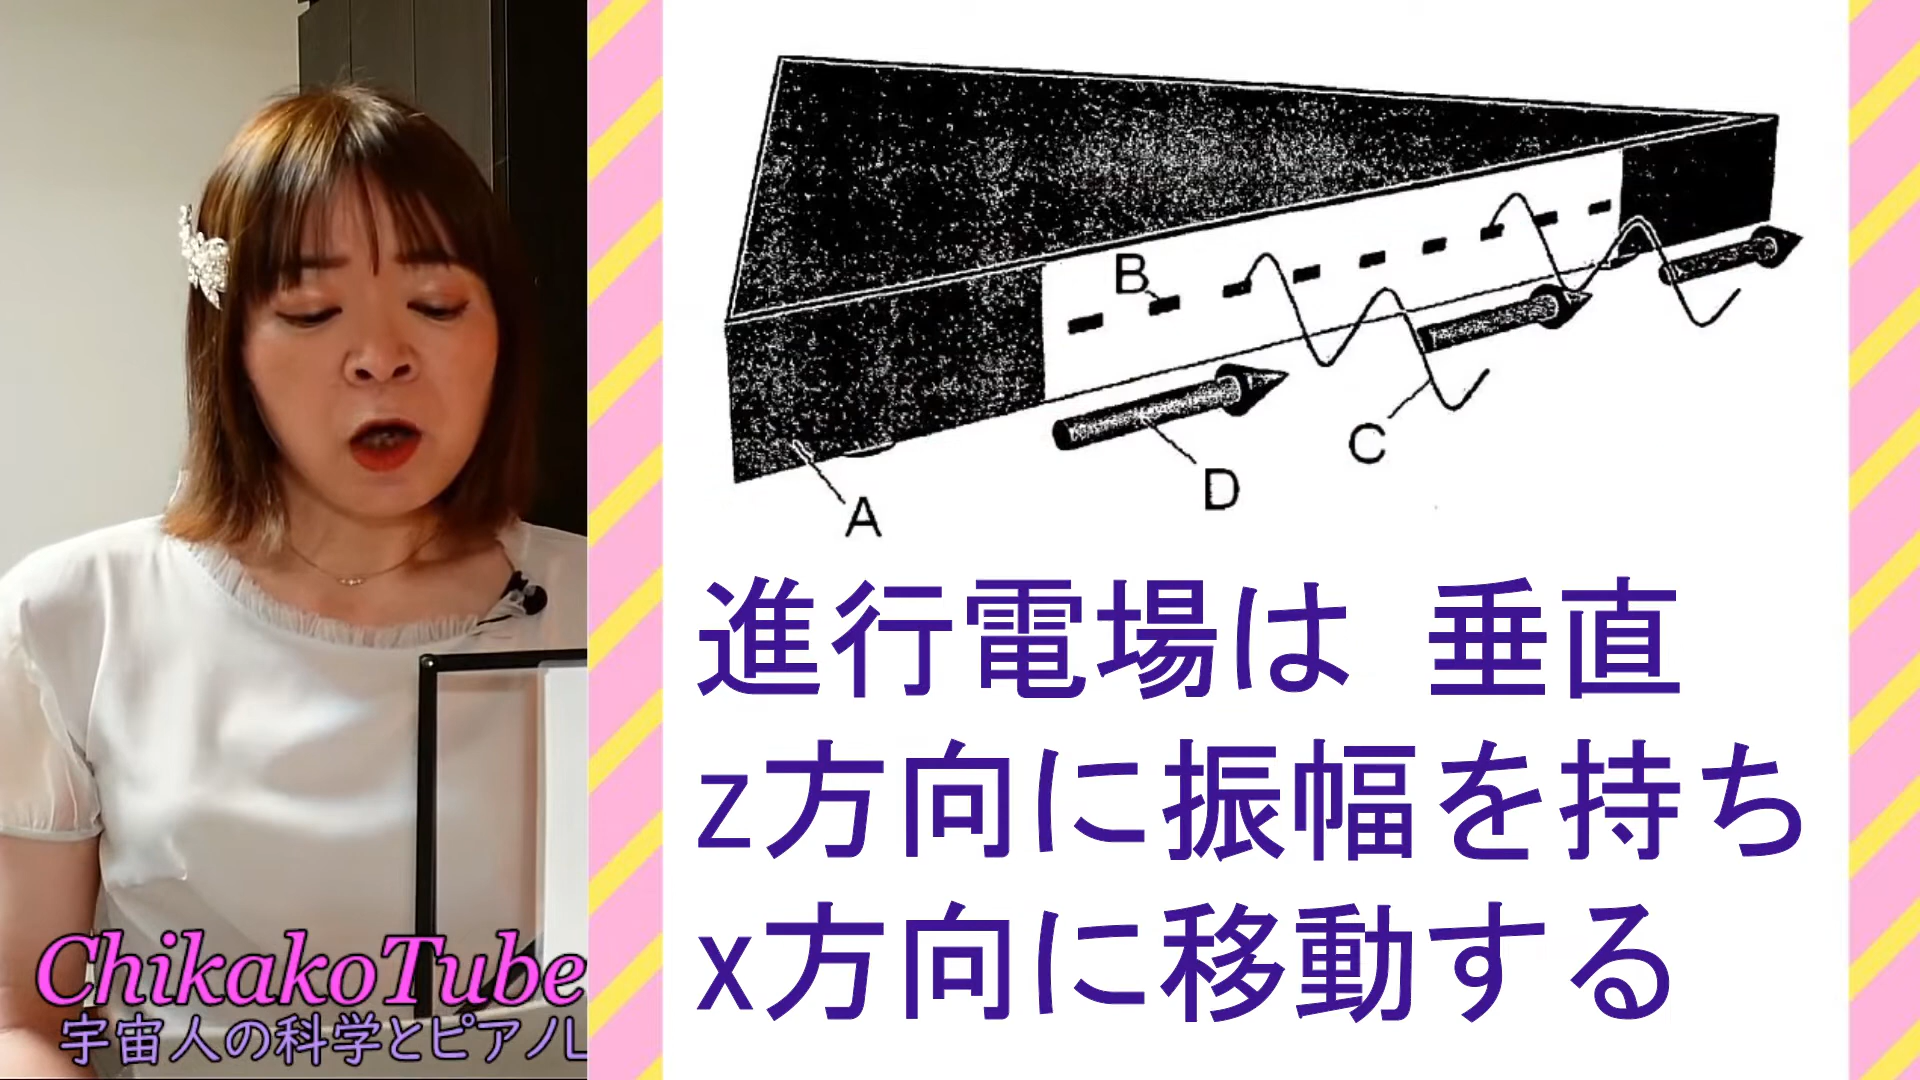 B
C
D
A
進行電場は 垂直
z方向に振幅を持ち
x方向に移動する
ChikakoTube
宇宙人の科学とピアノ